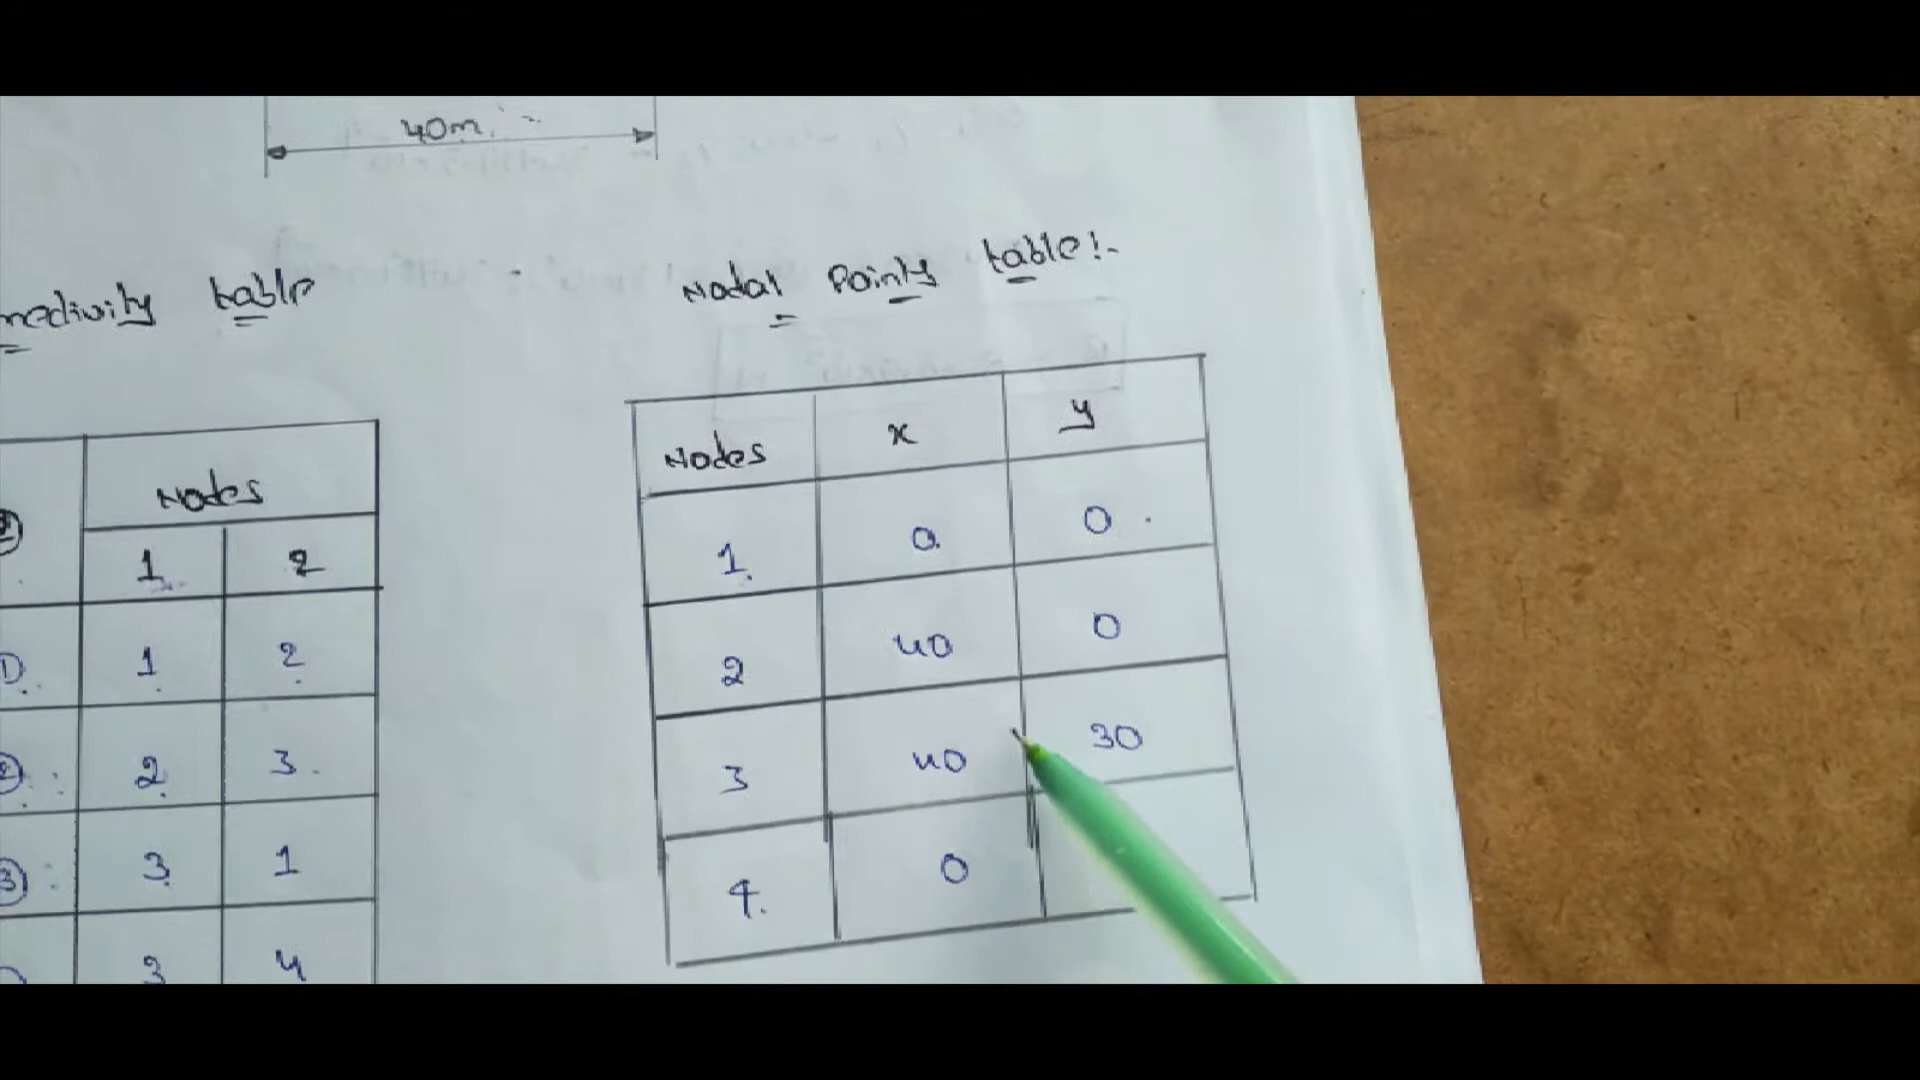 40m
nectivity table
Nodal Points table:-
Nodes
1 2
1 2
2 3
3 1
3 4
Nodes x y
1 0 0
2 40 0
3 40 30
4 0